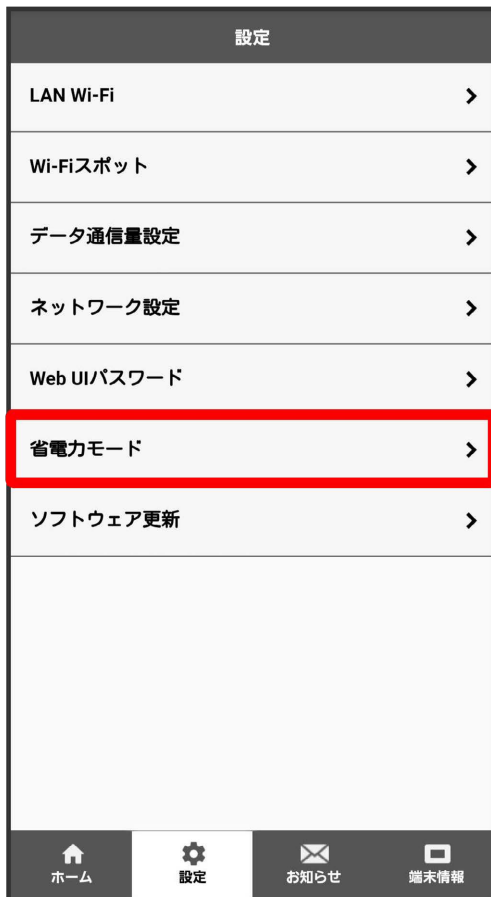 設定
LAN Wi-Fi
Wi-Fiスポット
データ通信量設定
ネットワーク設定
Web UIパスワード
省電力モード
ソフトウェア更新
ホーム 設定 お知らせ 端末情報